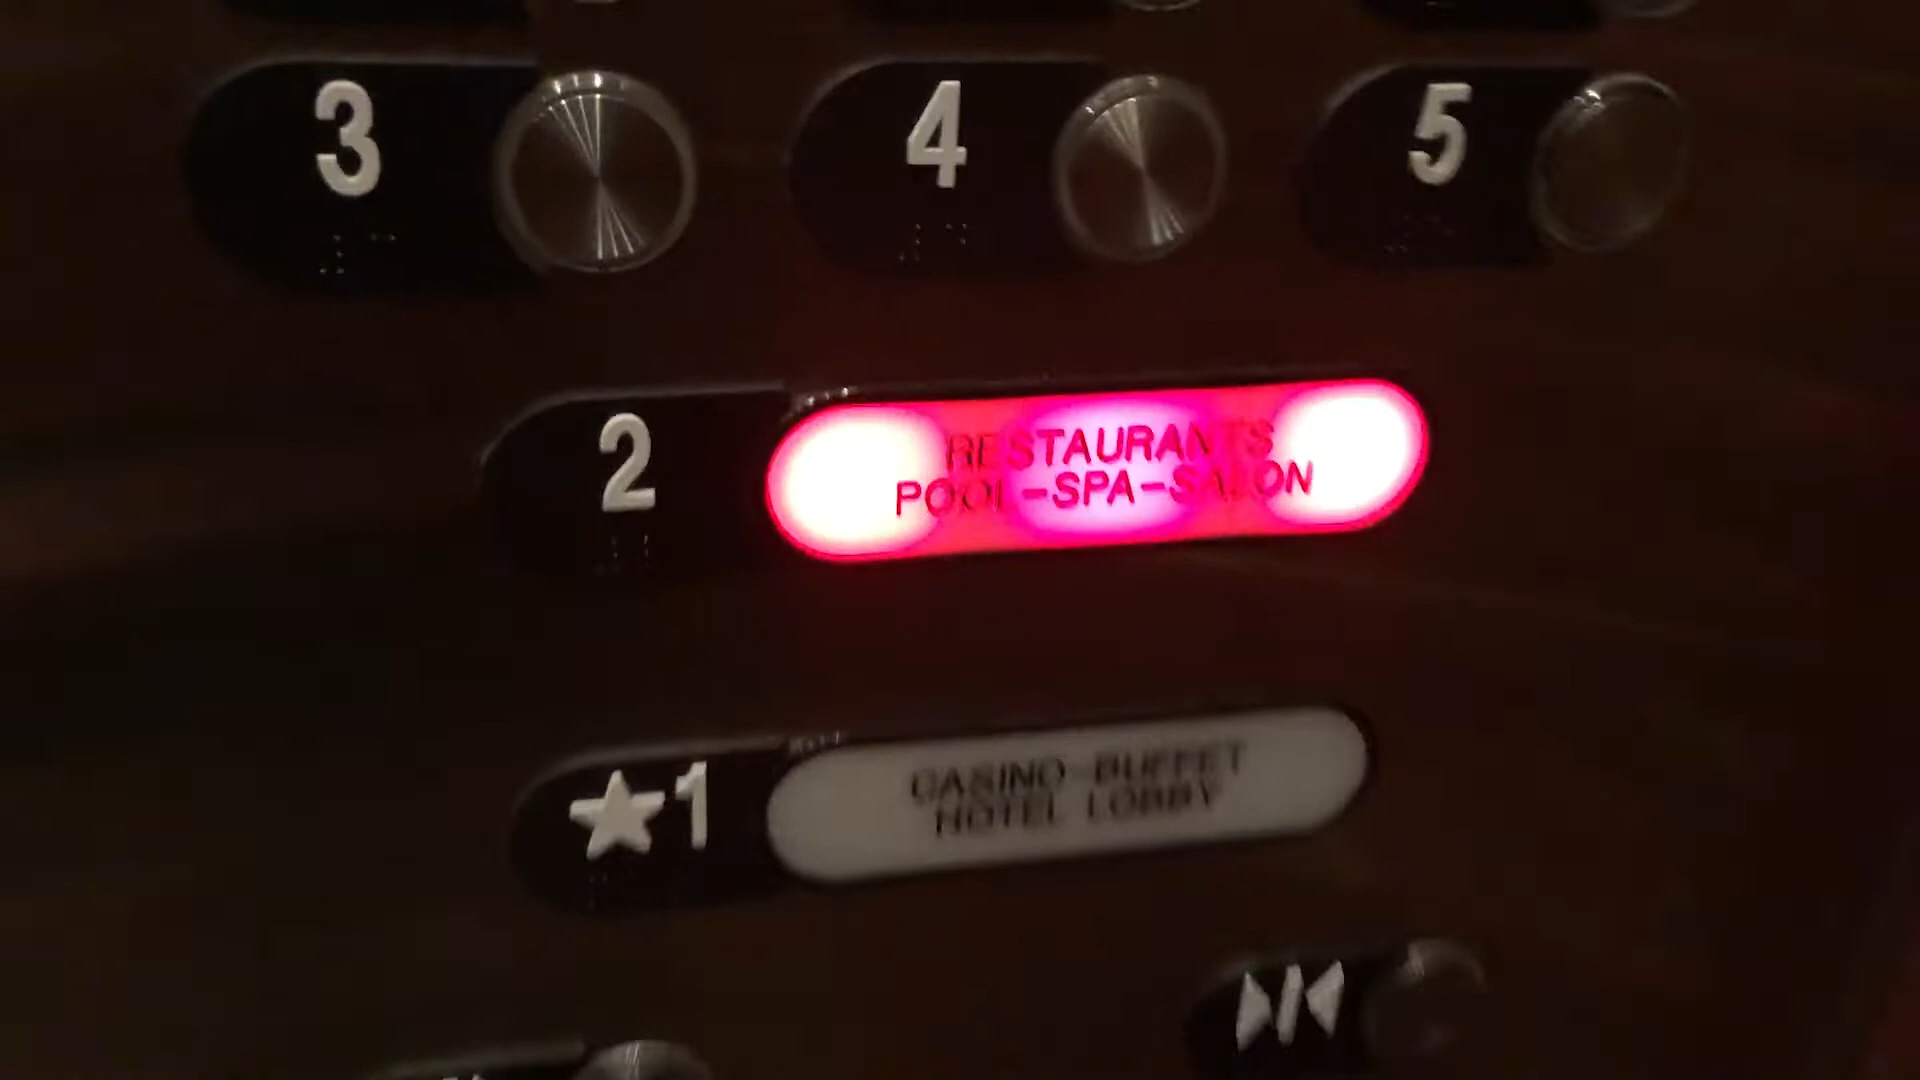 3
4
5
2
RESTAURANTS
POOL-SPA-SALON
★1
CASINO-BUFFET
HOTEL LOBBY